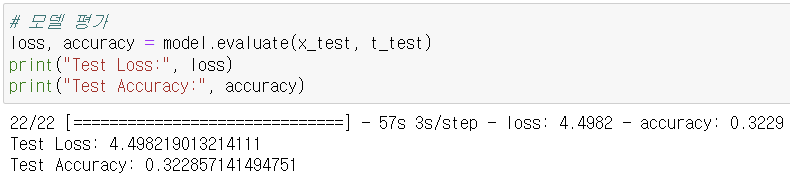 # 모델 평가
loss, accuracy = model.evaluate(x_test, t_test)
print("Test Loss:", loss)
print("Test Accuracy:", accuracy)
22/22 [==============================] - 57s 3s/step - loss: 4.4982 - accuracy: 0.3229
Test Loss: 4.498219013214111
Test Accuracy: 0.322857141494751